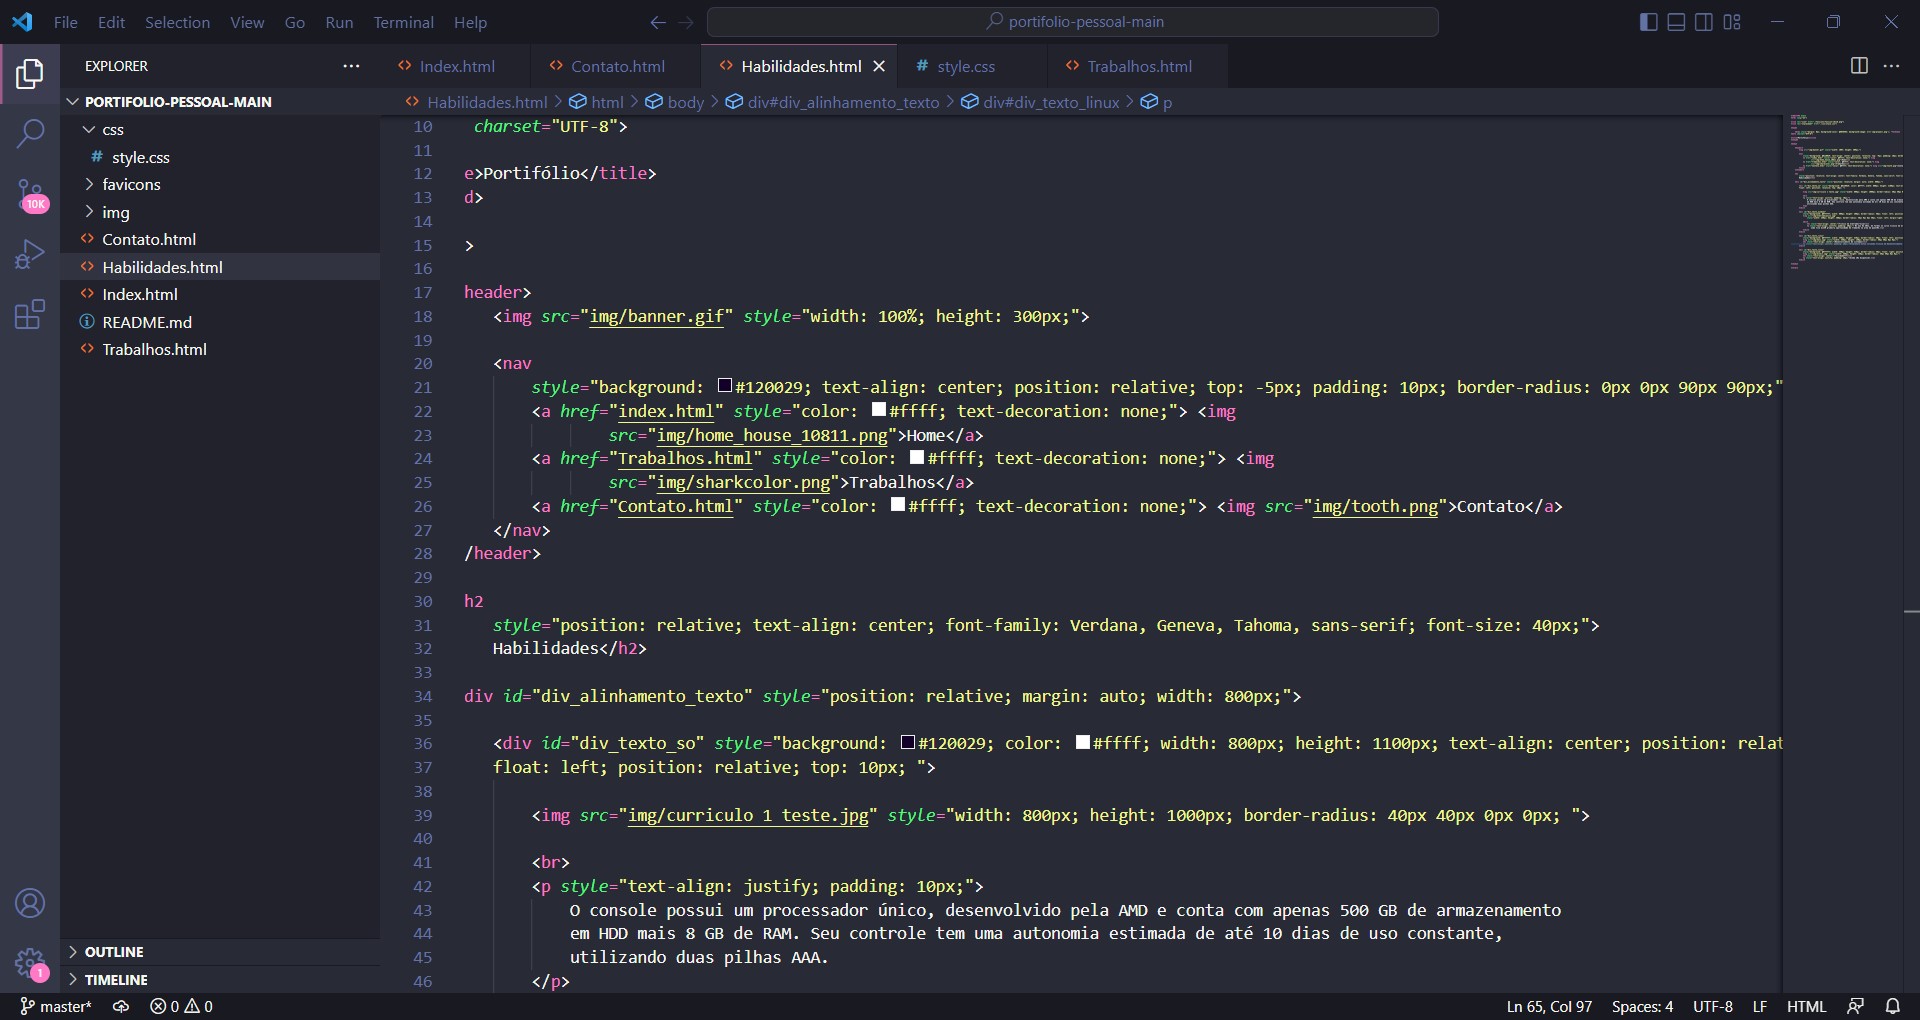 File Edit Selection View Go Run Terminal Help
portifolio-pessoal-main
EXPLORER
Index.html
Contato.html
Habilidades.html
style.css
Trabalhos.html
PORTIFOLIO-PESSOAL-MAIN
Habilidades.html > html > body > div#div_alinhamento_texto > div#div_texto_linux > p
css
style.css
favicons
img
Contato.html
Habilidades.html
Index.html
README.md
Trabalhos.html
10K
1
OUTLINE
TIMELINE
10 charset="UTF-8">
11
12 e>Portifólio</title>
13 d>
14
15 >
16
17 header>
18 <img src="img/banner.gif" style="width: 100%; height: 300px;">
19
20 <nav
21 style="background: #120029; text-align: center; position: relative; top: -5px; padding: 10px; border-radius: 0px 0px 90px 90px;"
22 <a href="index.html" style="color: #ffff; text-decoration: none;"> <img
23 src="img/home_house_10811.png">Home</a>
24 <a href="Trabalhos.html" style="color: #ffff; text-decoration: none;"> <img
25 src="img/sharkcolor.png">Trabalhos</a>
26 <a href="Contato.html" style="color: #ffff; text-decoration: none;"> <img src="img/tooth.png">Contato</a>
27 </nav>
28 /header>
29
30 h2
31 style="position: relative; text-align: center; font-family: Verdana, Geneva, Tahoma, sans-serif; font-size: 40px;">
32 Habilidades</h2>
33
34 div id="div_alinhamento_texto" style="position: relative; margin: auto; width: 800px;">
35
36 <div id="div_texto_so" style="background: #120029; color: #ffff; width: 800px; height: 1100px; text-align: center; position: relat
37 float: left; position: relative; top: 10px; ">
38
39 <img src="img/curriculo 1 teste.jpg" style="width: 800px; height: 1000px; border-radius: 40px 40px 0px 0px; ">
40
41 <br>
42 <p style="text-align: justify; padding: 10px;">
43 O console possui um processador único, desenvolvido pela AMD e conta com apenas 500 GB de armazenamento
44 em HDD mais 8 GB de RAM. Seu controle tem uma autonomia estimada de até 10 dias de uso constante,
45 utilizando duas pilhas AAA.
46 </p>
master* 0 0 Ln 65, Col 97 Spaces: 4 UTF-8 LF HTML